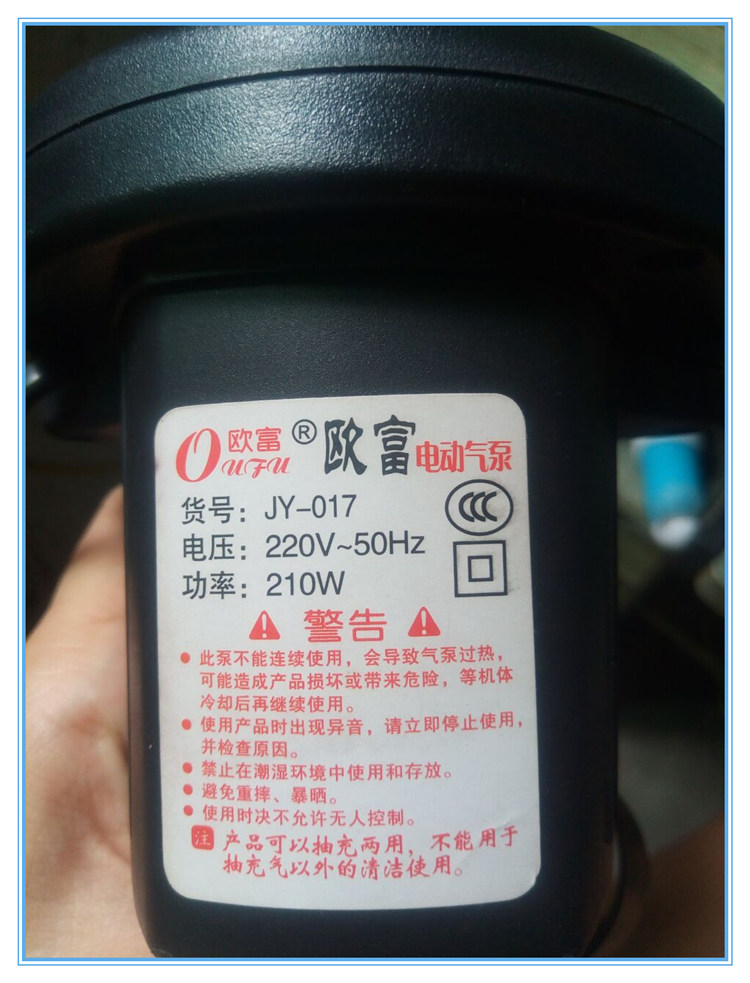 欧富 ® 欧富电动气泵
OUFU
货号：JY-017
电压：220V~50Hz
功率：210W
警告
● 此泵不能连续使用，会导致气泵过热，
可能造成产品损坏或带来危险，等机体
冷却后再继续使用。
● 使用产品时出现异音，请立即停止使用，
并检查原因。
● 禁止在潮湿环境中使用和存放。
● 避免重摔、暴晒。
● 使用时决不允许无人控制。
注 产品可以抽充两用，不能用于
抽充气以外的清洁使用。